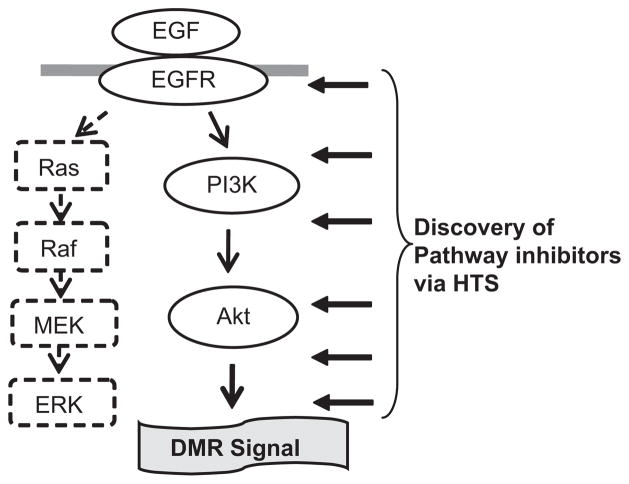 EGF
EGFR
Ras
PI3K
Raf
Discovery of
Pathway inhibitors
via HTS
MEK
Akt
ERK
DMR Signal